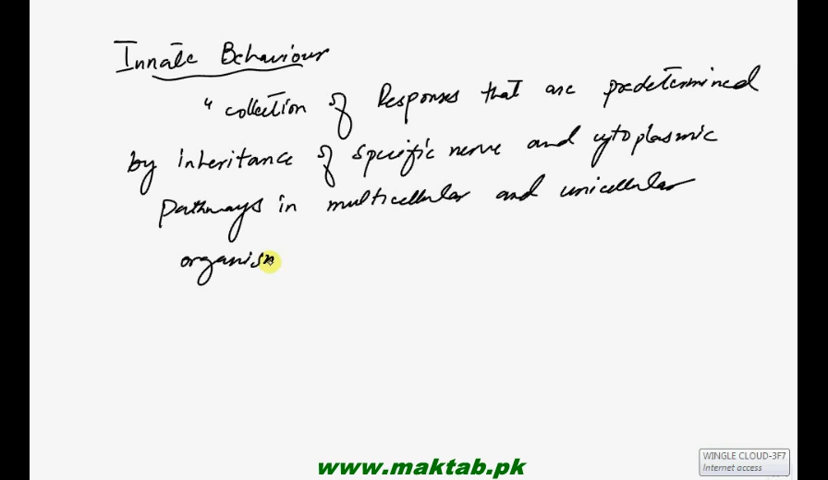 Innate Behaviour
" collection of Responses that are predetermined
by inheritance of specific nerve and cytoplasmic
pathways in multicellular and unicellular
organism
www.maktab.pk
WINGLE CLOUD-3F7
Internet access